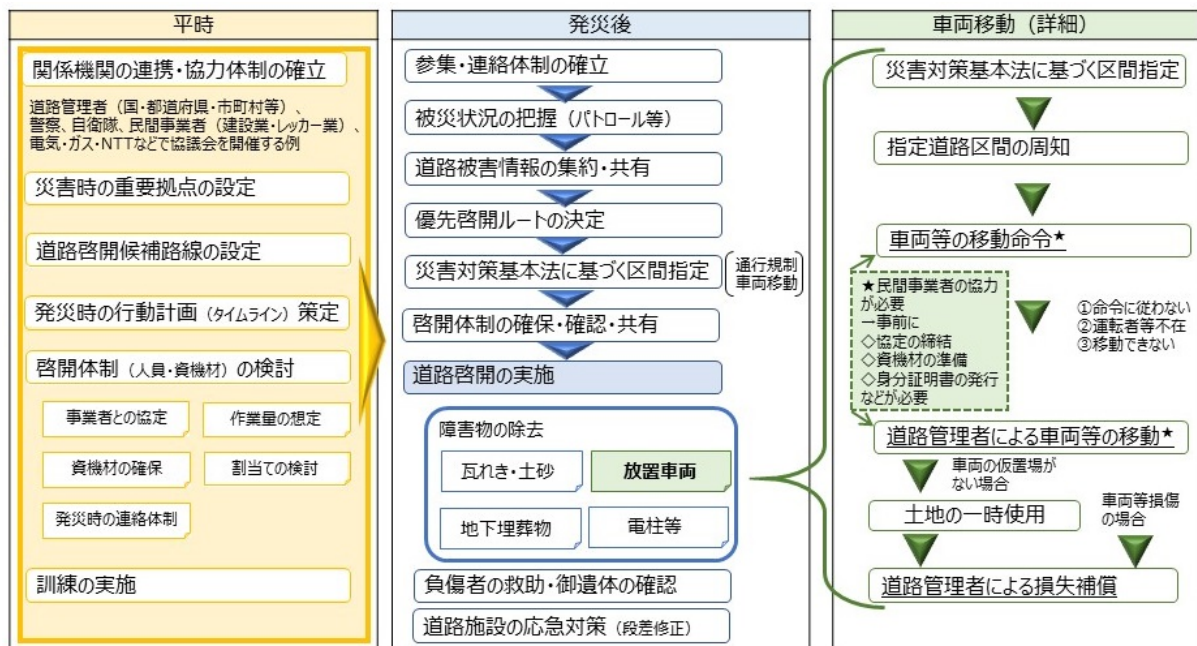 平時
関係機関の連携・協力体制の確立
道路管理者（国・都道府県・市町村等）、
警察、自衛隊、民間事業者（建設業・レッカー業）、
電気・ガス・NTTなどで協議会を開催する例
災害時の重要拠点の設定
道路啓開候補路線の設定
発災時の行動計画（タイムライン）策定
啓開体制（人員・資機材）の検討
事業者との協定
作業量の想定
資機材の確保
割当ての検討
発災時の連絡体制
訓練の実施
発災後
参集・連絡体制の確立
被災状況の把握（パトロール等）
道路被害情報の集約・共有
優先啓開ルートの決定
災害対策基本法に基づく区間指定
通行規制
車両移動
啓開体制の確保・確認・共有
道路啓開の実施
障害物の除去
瓦れき・土砂
放置車両
地下埋葬物
電柱等
負傷者の救助・御遺体の確認
道路施設の応急対策（段差修正）
車両移動（詳細）
災害対策基本法に基づく区間指定
指定道路区間の周知
車両等の移動命令★
★民間事業者の協力
が必要
→事前に
◇協定の締結
◇資機材の準備
◇身分証明書の発行
などが必要
①命令に従わない
②運転者等不在
③移動できない
道路管理者による車両等の移動★
車両の仮置場が
ない場合
土地の一時使用
車両等損傷
の場合
道路管理者による損失補償